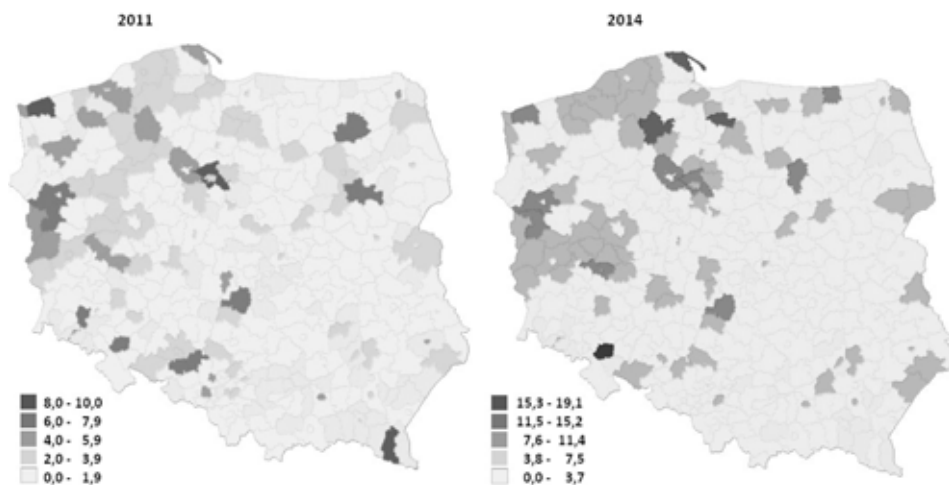 2011
2014
8,0 - 10,0
6,0 - 7,9
4,0 - 5,9
2,0 - 3,9
0,0 - 1,9
15,3 - 19,1
11,5 - 15,2
7,6 - 11,4
3,8 - 7,5
0,0 - 3,7